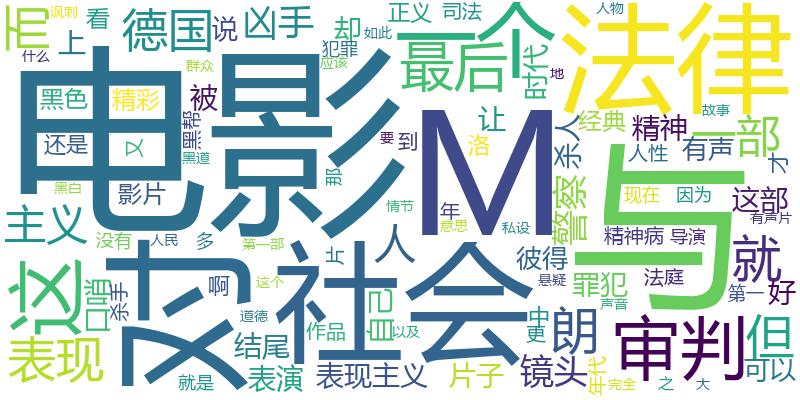 讽刺 看 德国 说 凶手 却 正义 司法 一个 人物
而 上 犯罪 如此 最后 时代 法律
什么 电影 群众 应该 地
黑色 精彩 被 M 让 洛 经典 精神 一部 故事
还是 又 黑帮 要 到 杀人 有声 才
黑道 那 人性
黑白 影片 情节 年 意思 私设 警察 与 现在 因为 这部 有声片
主义 没有 人民 多 第一部 片 人 彼得 精神病 导演 就
这 口哨 对 社会 悬疑 罪犯 法庭 第一 好
杀手 啊 道德 这个 自己 中 朗 声音 审判 但
作品 以及 更
表现 结尾 镜头 年代 可以
就是 表演 表现主义 片子 完全 之 大